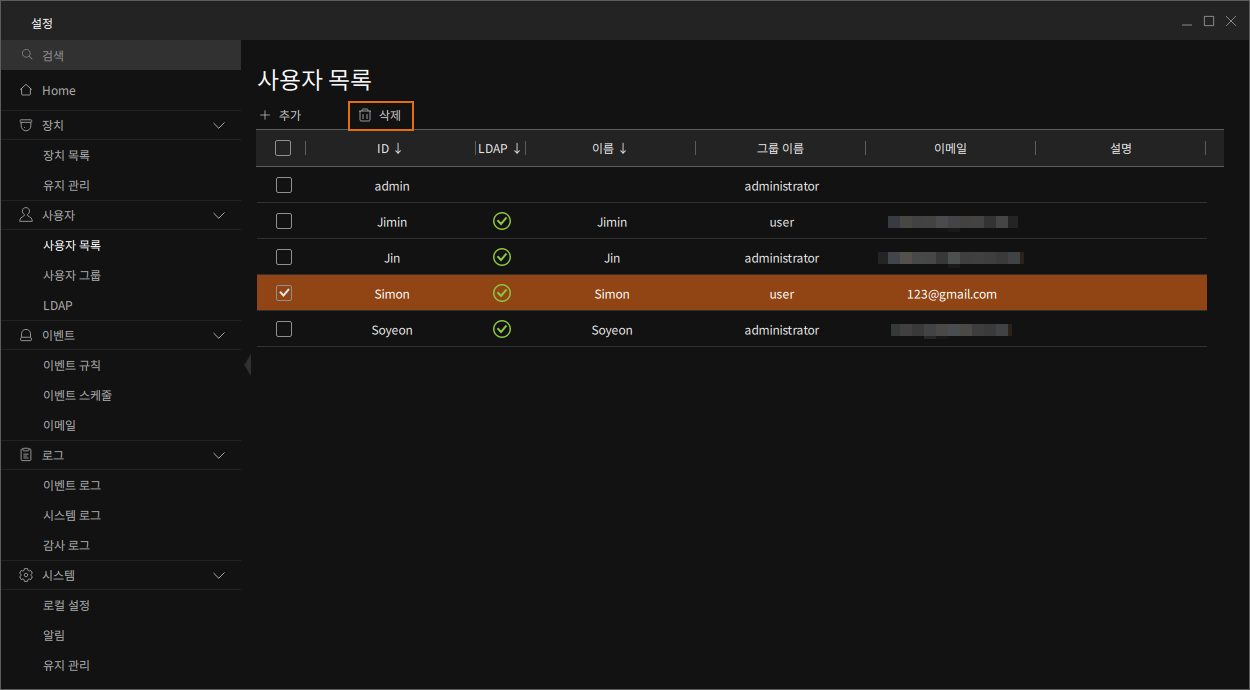 설정
검색
Home
장치
장치 목록
유지 관리
사용자
사용자 목록
사용자 그룹
LDAP
이벤트
이벤트 규칙
이벤트 스케줄
이메일
로그
이벤트 로그
시스템 로그
감사 로그
시스템
로컬 설정
알림
유지 관리
사용자 목록
추가 삭제
ID ↓ LDAP ↓ 이름 ↓ 그룹 이름 이메일 설명
admin administrator
Jimin Jimin user
Jin Jin administrator
Simon Simon user 123@gmail.com
Soyeon Soyeon administrator